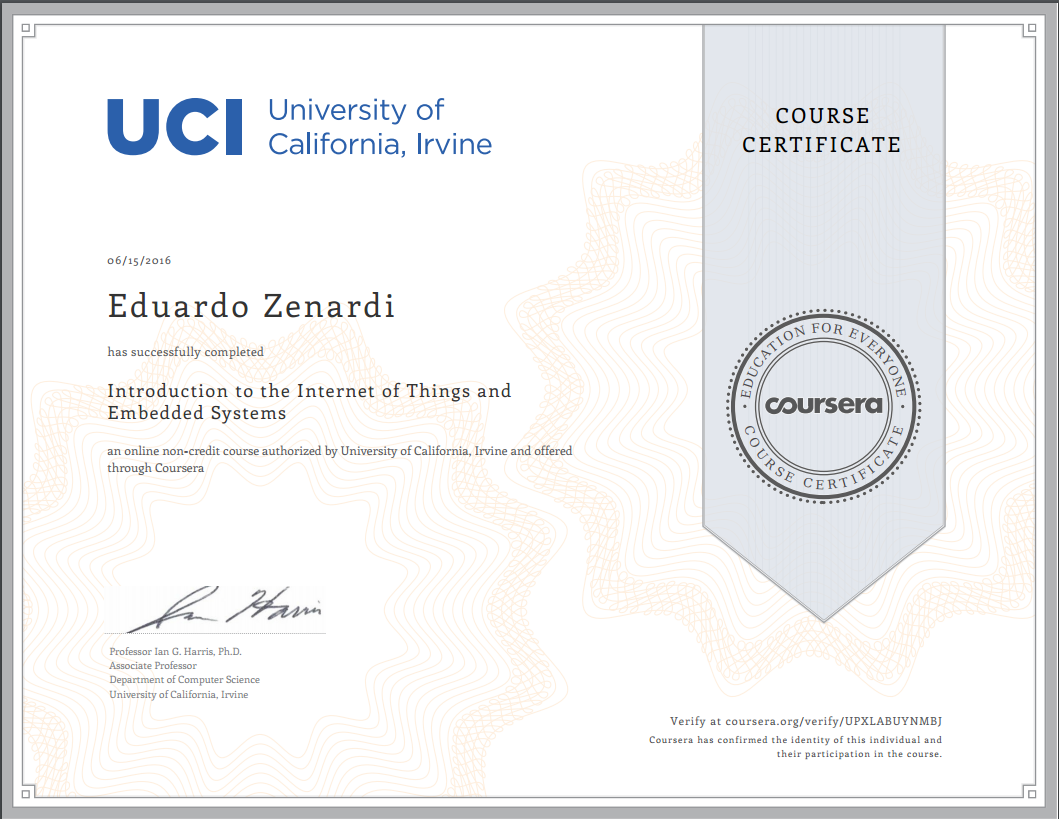 UCI University of
California, Irvine
COURSE
CERTIFICATE
06/15/2016
Eduardo Zenardi
has successfully completed
Introduction to the Internet of Things and
Embedded Systems
an online non-credit course authorized by University of California, Irvine and offered
through Coursera
EDUCATION FOR EVERYONE
coursera
COURSE CERTIFICATE
Ian Harris
Professor Ian G. Harris, Ph.D.
Associate Professor
Department of Computer Science
University of California, Irvine
Verify at coursera.org/verify/UPXLABUYNMBJ
Coursera has confirmed the identity of this individual and
their participation in the course.